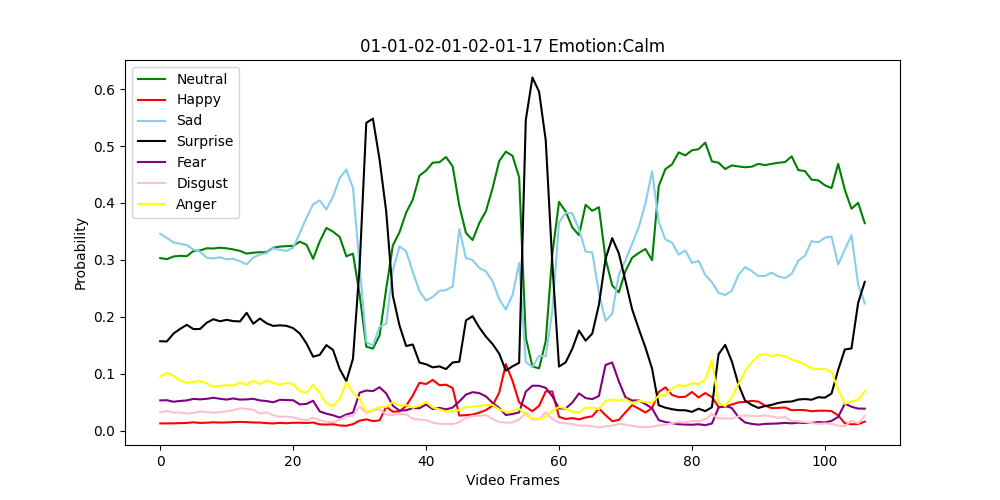 01-01-02-01-02-01-17 Emotion:Calm
Neutral
Happy
Sad
Surprise
Fear
Disgust
Anger
0.6
0.5
0.4
0.3
0.2
0.1
0.0
Probability
0 20 40 60 80 100
Video Frames